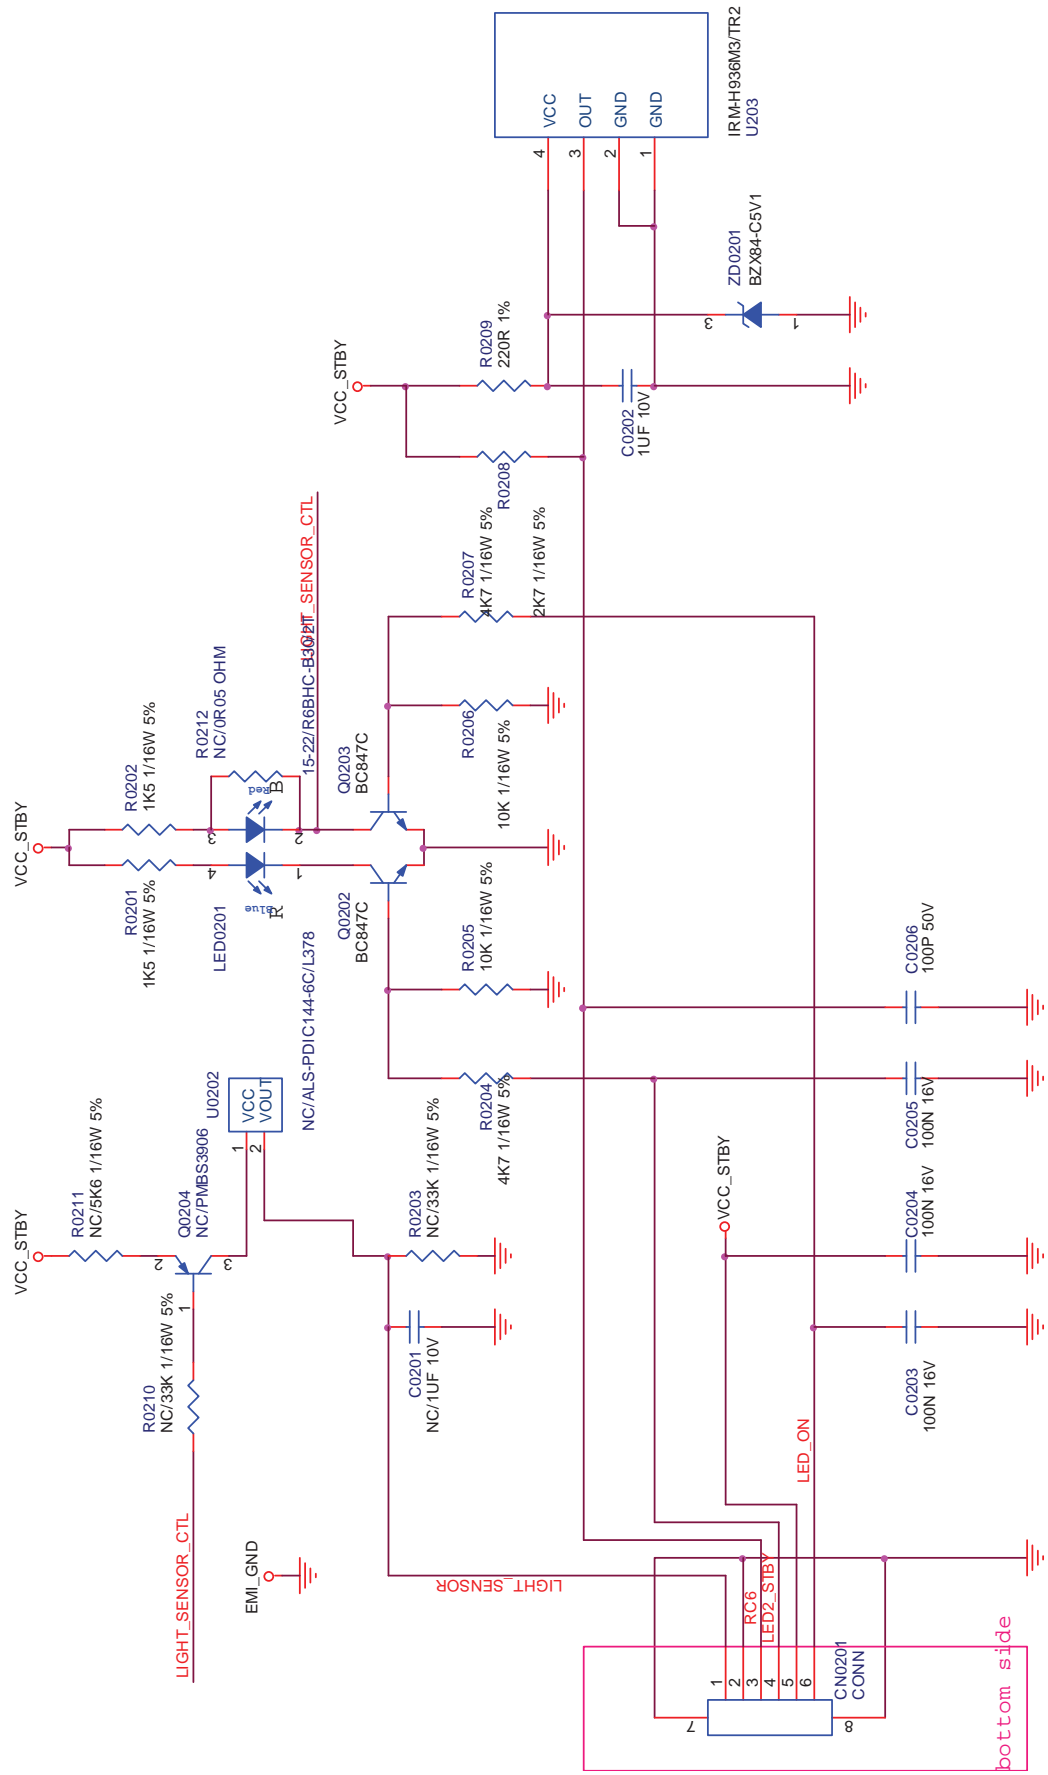 VCC_STBY
R0211
NC/5K6 1/16W 5%
Q0204
NC/PMBS3906
2
3
1
R0210
NC/33K 1/16W 5%
LIGHT_SENSOR_CTL
EMI_GND
U0202
VCC
VOUT
1
2
NC/ALS-PDIC144-6C/L378
R0203
NC/33K 1/16W 5%
C0201
NC/1UF 10V
LIGHT_SENSOR
VCC_STBY
R0202
1K5 1/16W 5%
R0201
1K5 1/16W 5%
R0212
NC/0R05 OHM
LED0201
15-22/R6BHC-B30/2T
LIGHT_SENSOR_CTL
3
4
2
1
Red
B
Blue
R
Q0203
BC847C
Q0202
BC847C
R0205
10K 1/16W 5%
R0204
4K7 1/16W 5%
R0206
10K 1/16W 5%
R0207
4K7 1/16W 5%
R0208
2K7 1/16W 5%
VCC_STBY
R0209
220R 1%
C0202
1UF 10V
ZD0201
BZX84-C5V1
3
1
VCC
OUT
GND
GND
4
3
2
1
IRM-H936M3/TR2
U203
C0206
100P 50V
C0205
100N 16V
C0204
100N 16V
C0203
100N 16V
VCC_STBY
LED_ON
RC6
LED2_STBY
1
2
3
4
5
6
7
8
CN0201
CONN
bottom side